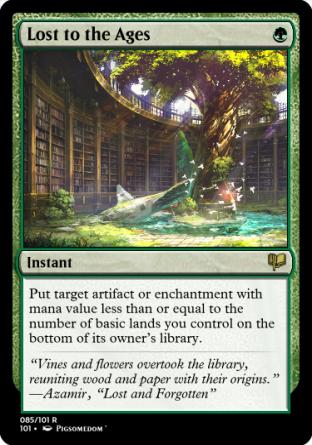 Lost to the Ages
Instant
Put target artifact or enchantment with
mana value less than or equal to the
number of basic lands you control on the
bottom of its owner's library.
“Vines and flowers overtook the library,
reuniting wood and paper with their origins.”
—Azamir, “Lost and Forgotten”
085/101 R
101 • Pigsomedom